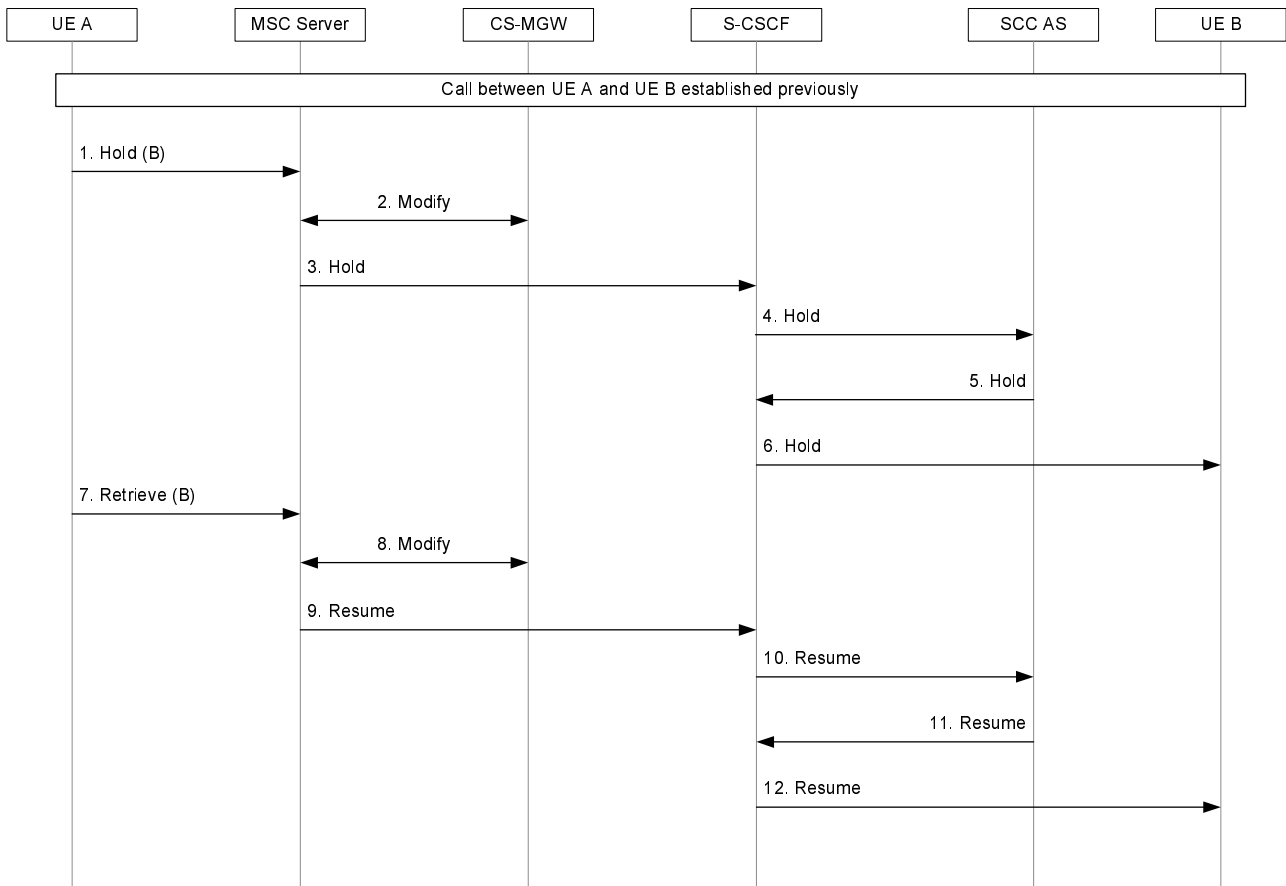 UE A
MSC Server
CS-MGW
S-CSCF
SCC AS
UE B
Call between UE A and UE B established previously
1. Hold (B)
2. Modify
3. Hold
4. Hold
5. Hold
6. Hold
7. Retrieve (B)
8. Modify
9. Resume
10. Resume
11. Resume
12. Resume